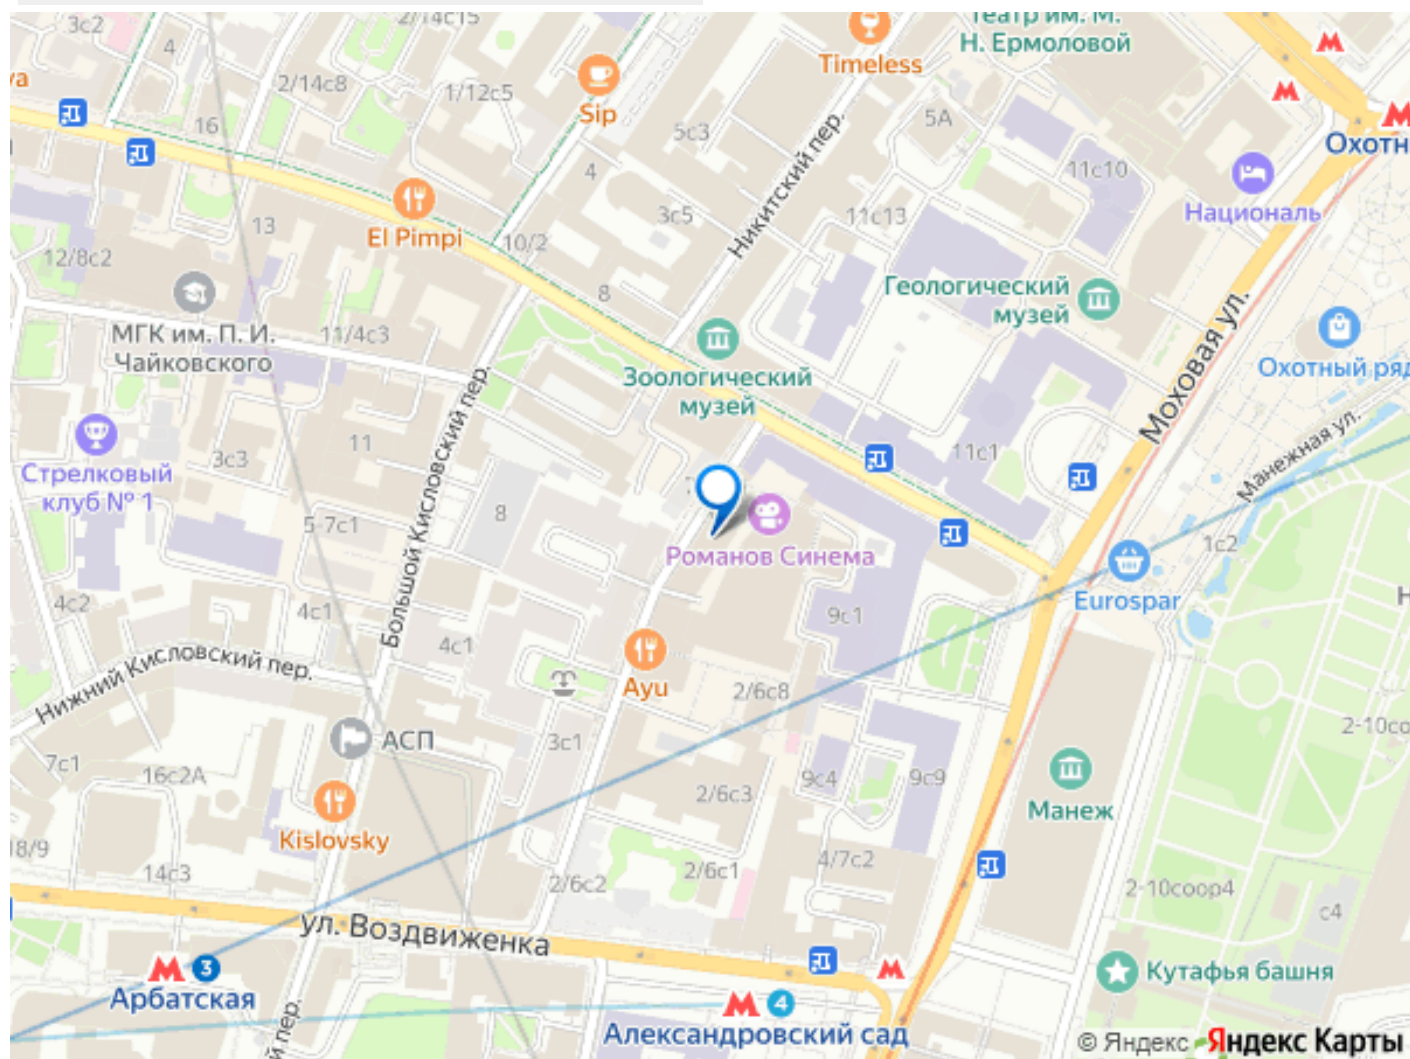 3с2
2/14с15
театр им. М.
Н. Ермоловой
4
Timeless
va
2/14с8
1/12с5
Sip
16
5с3
5А
Охотн
Никитский пер.
4
11с10
13
3с5
11с13
Националь
El Pimpi
10/2
12/8с2
8
Геологический
музей
МГК им. П. И.
Чайковского
11/4с3
Моховая ул.
Охотный ряд
Зоологический
музей
Большой Кисловский пер.
Манежная ул.
11
3с3
11с1
Стрелковый
клуб № 1
8
5-7с1
1с2
Романов Синема
Eurospar
4с2
4с1
9с1
Н
4с1
Нижний Кисловский пер.
Ayu
2/6с8
АСП
3с1
2-10со
7с1
16с2А
9с4
9с9
2/6с3
Манеж
Kislovsky
18/9
14с3
2/6с2
2/6с1
4/7с2
2-10соор4
с4
ул. Воздвиженка
3
Арбатская
Кутафья башня
4
Александровский сад
й пер.
© Яндекс Яндекс Карты